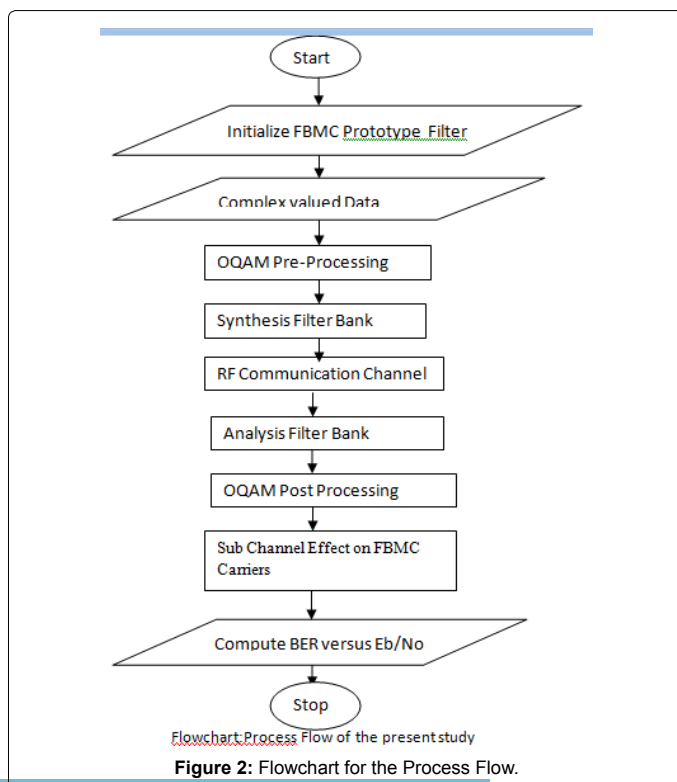 Start
Initialize FBMC Prototype Filter
Complex valued Data
OQAM Pre-Processing
Synthesis Filter Bank
RF Communication Channel
Analysis Filter Bank
OQAM Post Processing
Sub Channel Effect on FBMC
Carriers
Compute BER versus Eb/No
Stop
Flowchart:Process Flow of the present study
Figure 2: Flowchart for the Process Flow.